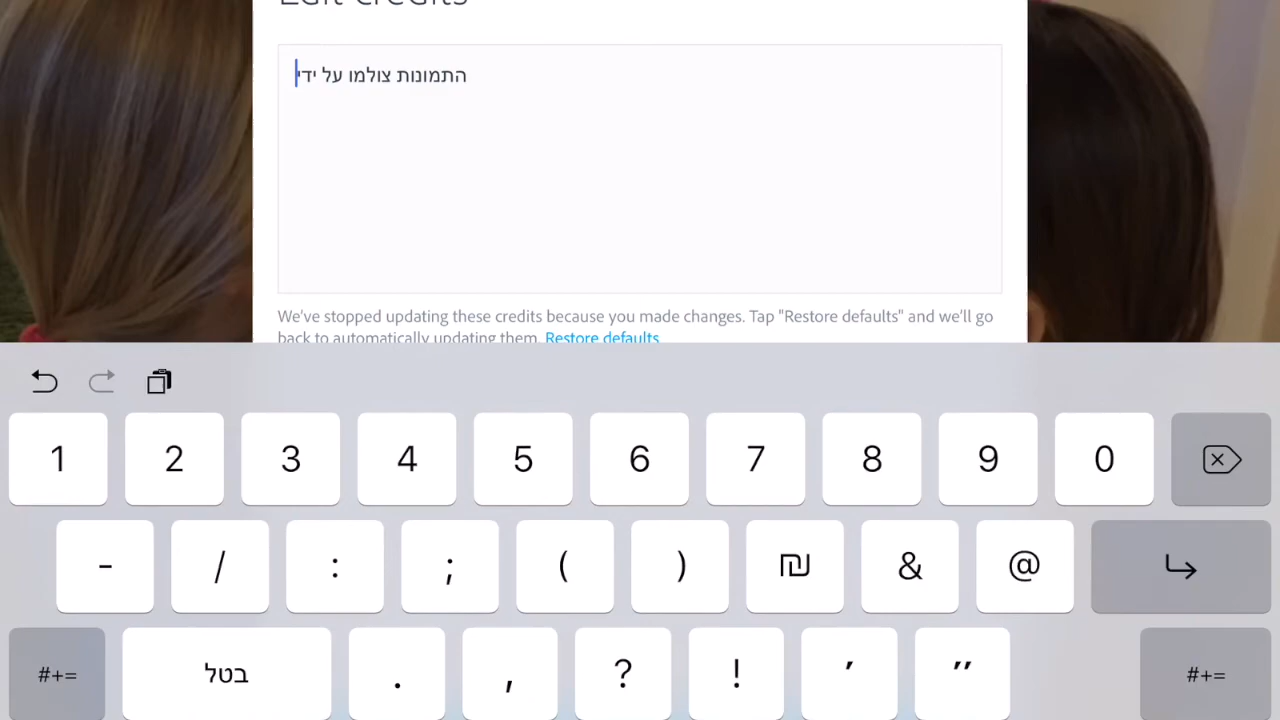 Edit credits
התמונות צולמו על ידי
We've stopped updating these credits because you made changes. Tap "Restore defaults" and we'll go
back to automatically updating them. Restore defaults.
1 2 3 4 5 6 7 8 9 0
- / : ; ( ) ₪ & @
#+= בטל . , ? ! ׳ ״ #+=